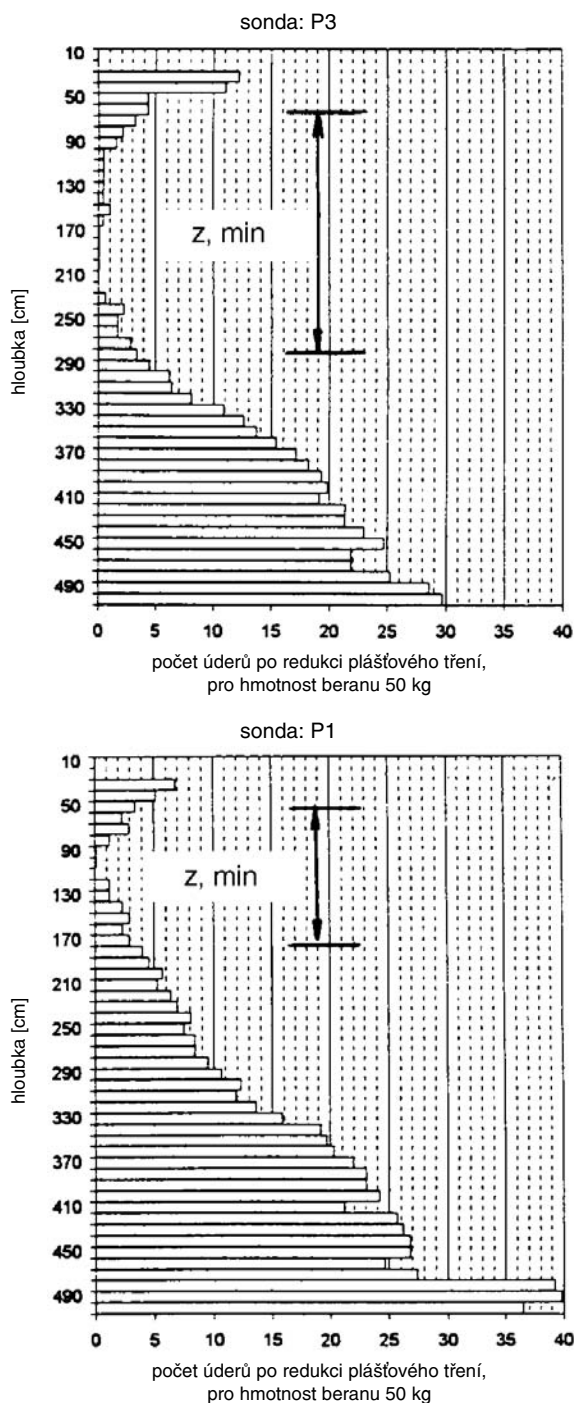 sonda: P3
10
50
90
130
170
210
250
290
330
370
410
450
490
hloubka [cm]
z, min
0 5 10 15 20 25 30 35 40
počet úderů po redukci plášťového tření,
pro hmotnost beranu 50 kg
sonda: P1
10
50
90
130
170
210
250
290
330
370
410
450
490
hloubka [cm]
z, min
0 5 10 15 20 25 30 35 40
počet úderů po redukci plášťového tření,
pro hmotnost beranu 50 kg